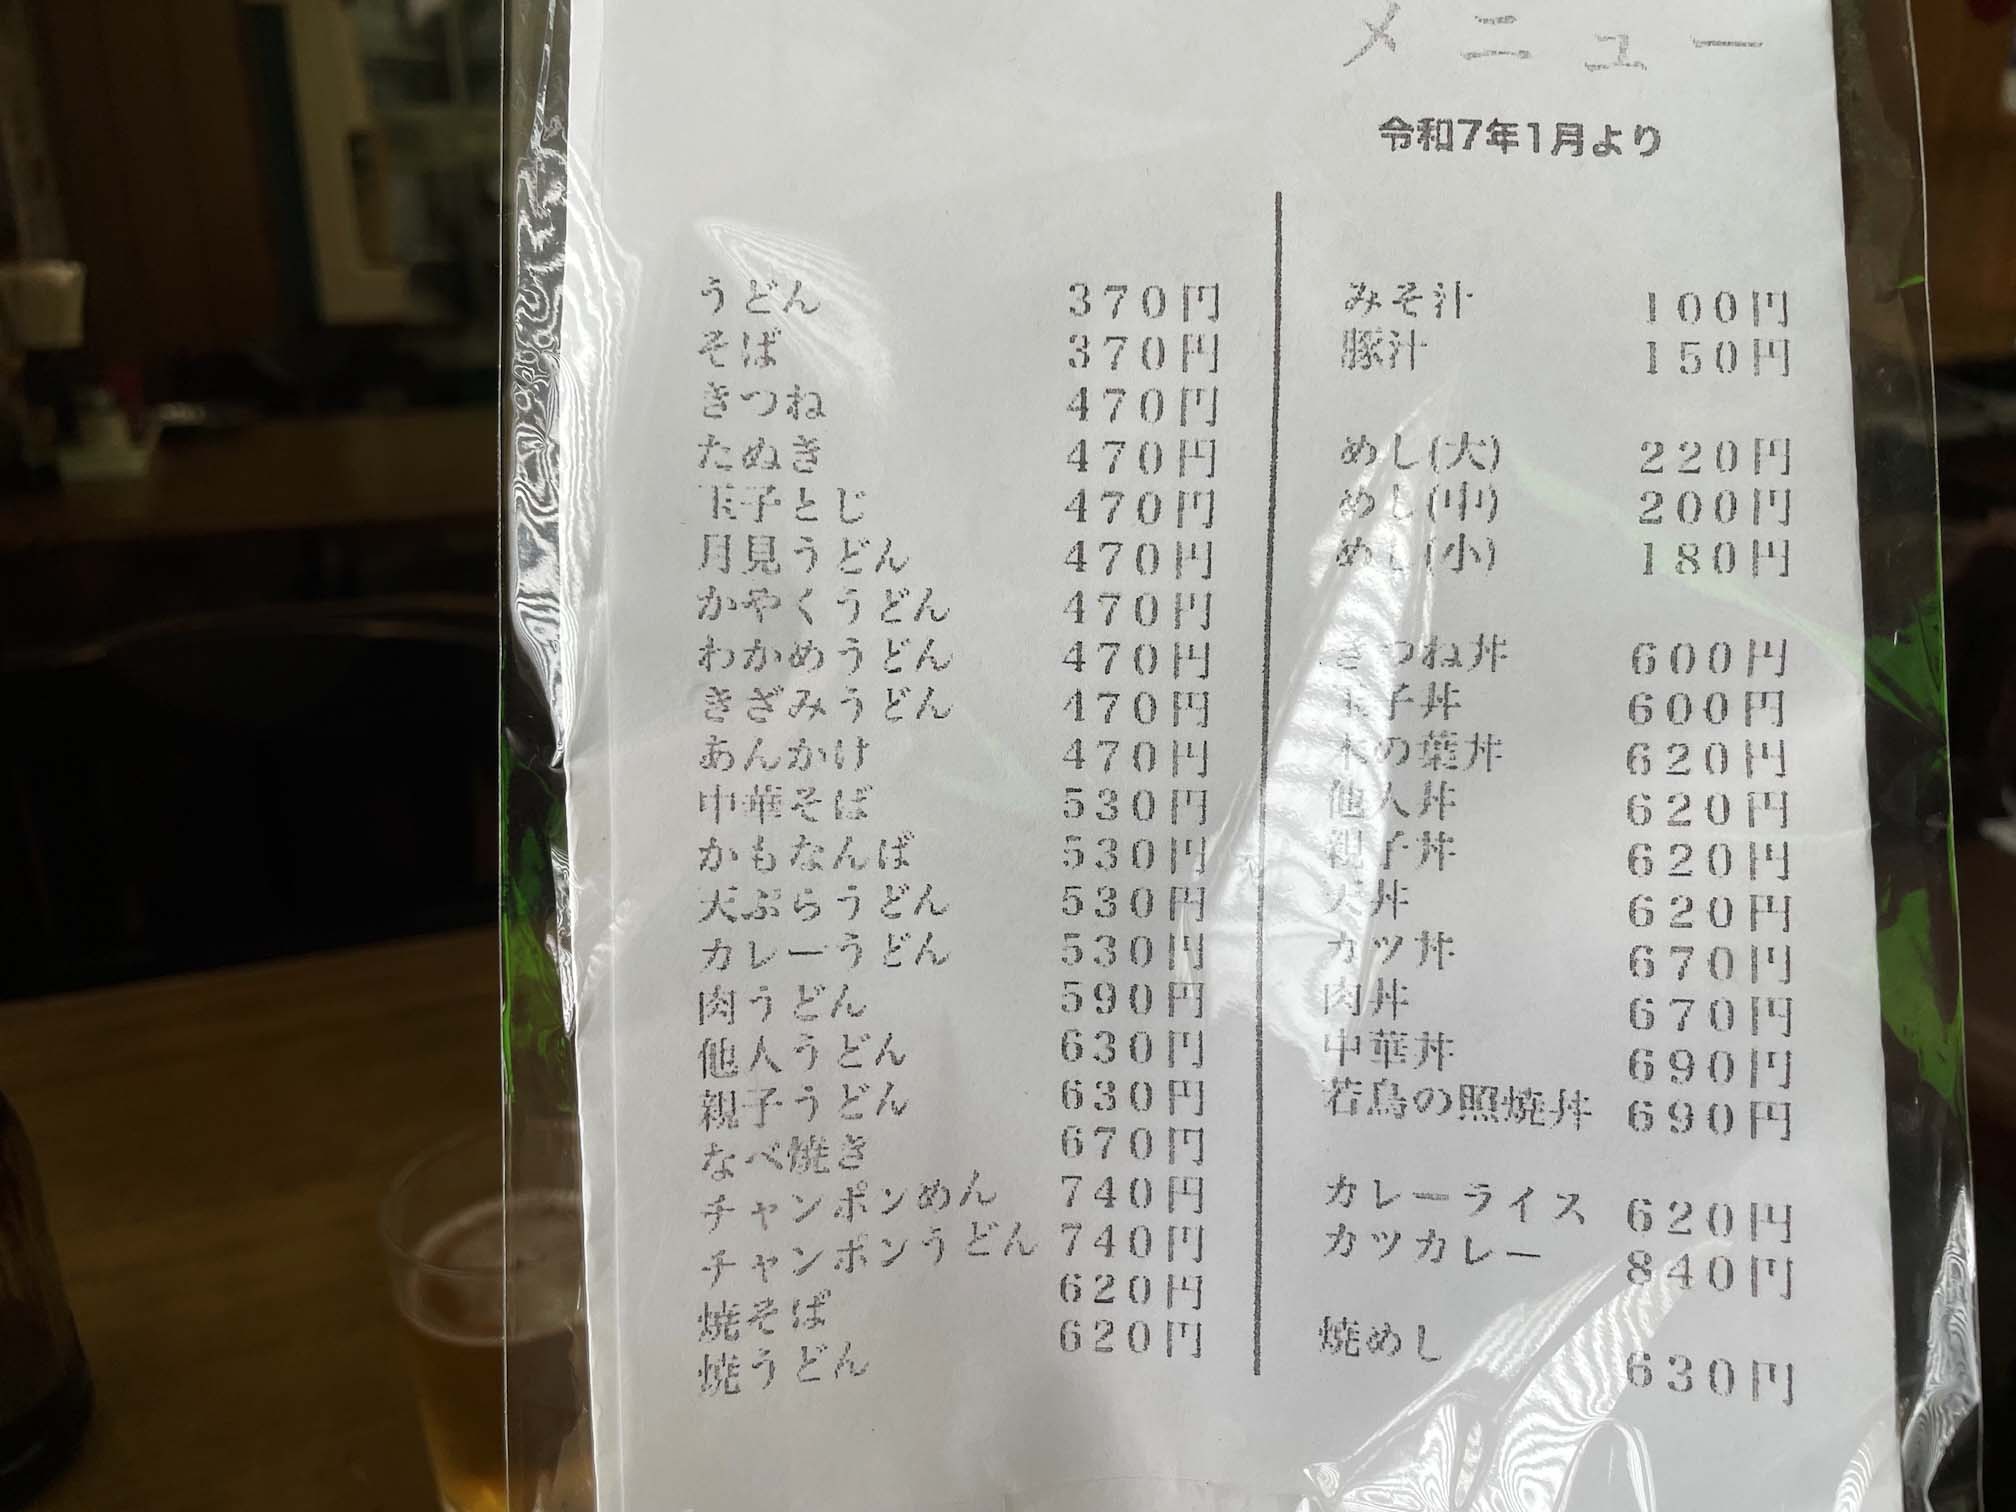 メニュー
令和7年1月より
うどん 370円
そば 370円
きつね 470円
たぬき 470円
玉子とじ 470円
月見うどん 470円
かやくうどん 470円
わかめうどん 470円
きざみうどん 470円
あんかけ 470円
中華そば 530円
かもなんば 530円
天ぷらうどん 530円
カレーうどん 530円
肉うどん 590円
他人うどん 630円
親子うどん 630円
なべ焼き 670円
チャンポンめん 740円
チャンポンうどん 740円
焼そば 620円
焼うどん 620円
みそ汁 100円
豚汁 150円
めし(大) 220円
めし(中) 200円
めし(小) 180円
きつね丼 600円
玉子丼 600円
木の葉丼 620円
他人丼 620円
親子丼 620円
天丼 620円
カツ丼 670円
肉丼 670円
中華丼 690円
若鳥の照焼丼 690円
カレーライス 620円
カツカレー 840円
焼めし 630円